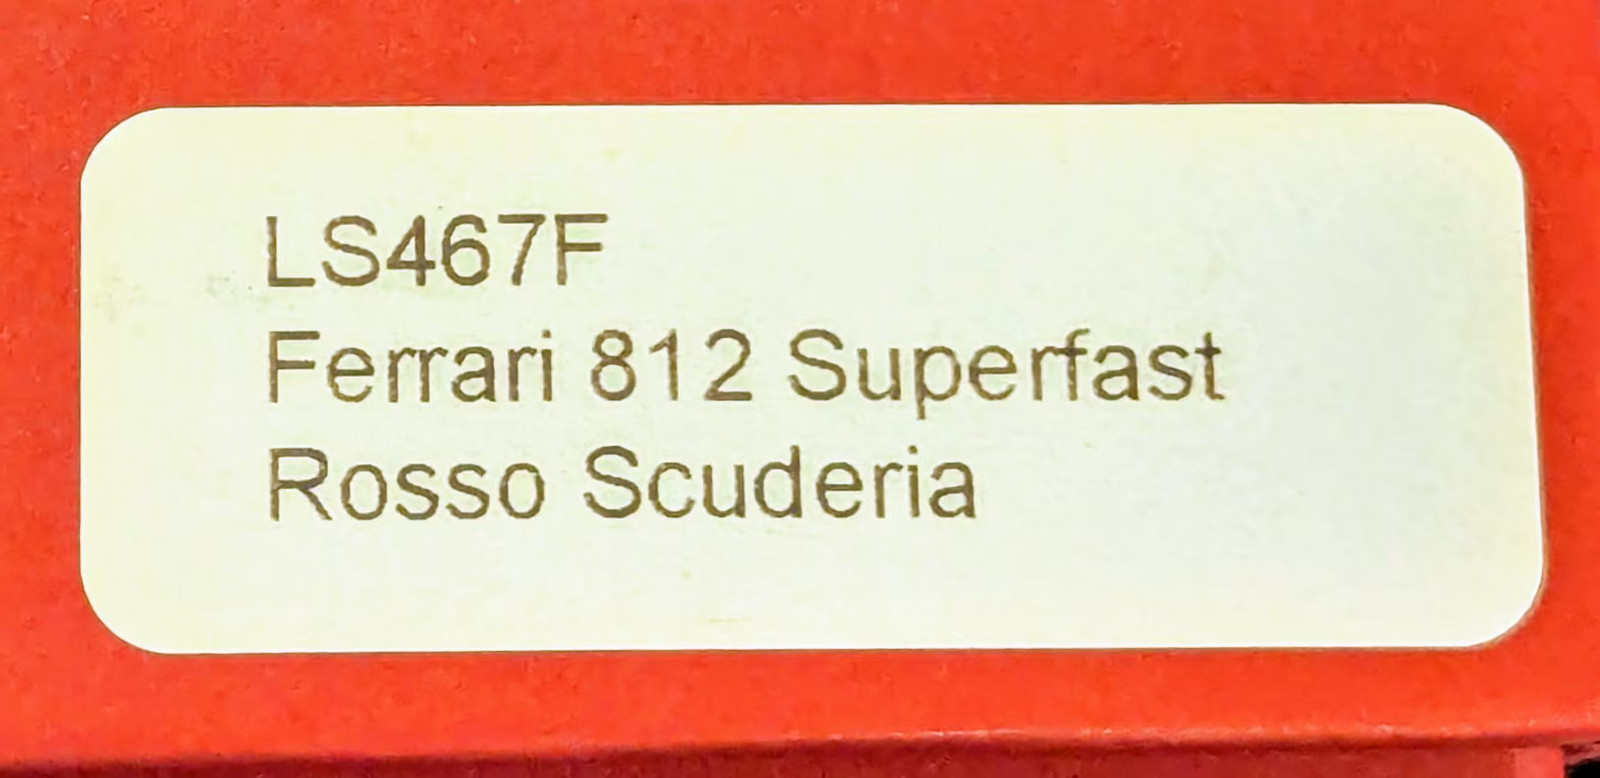 LS467F
Ferrari 812 Superfast
Rosso Scuderia